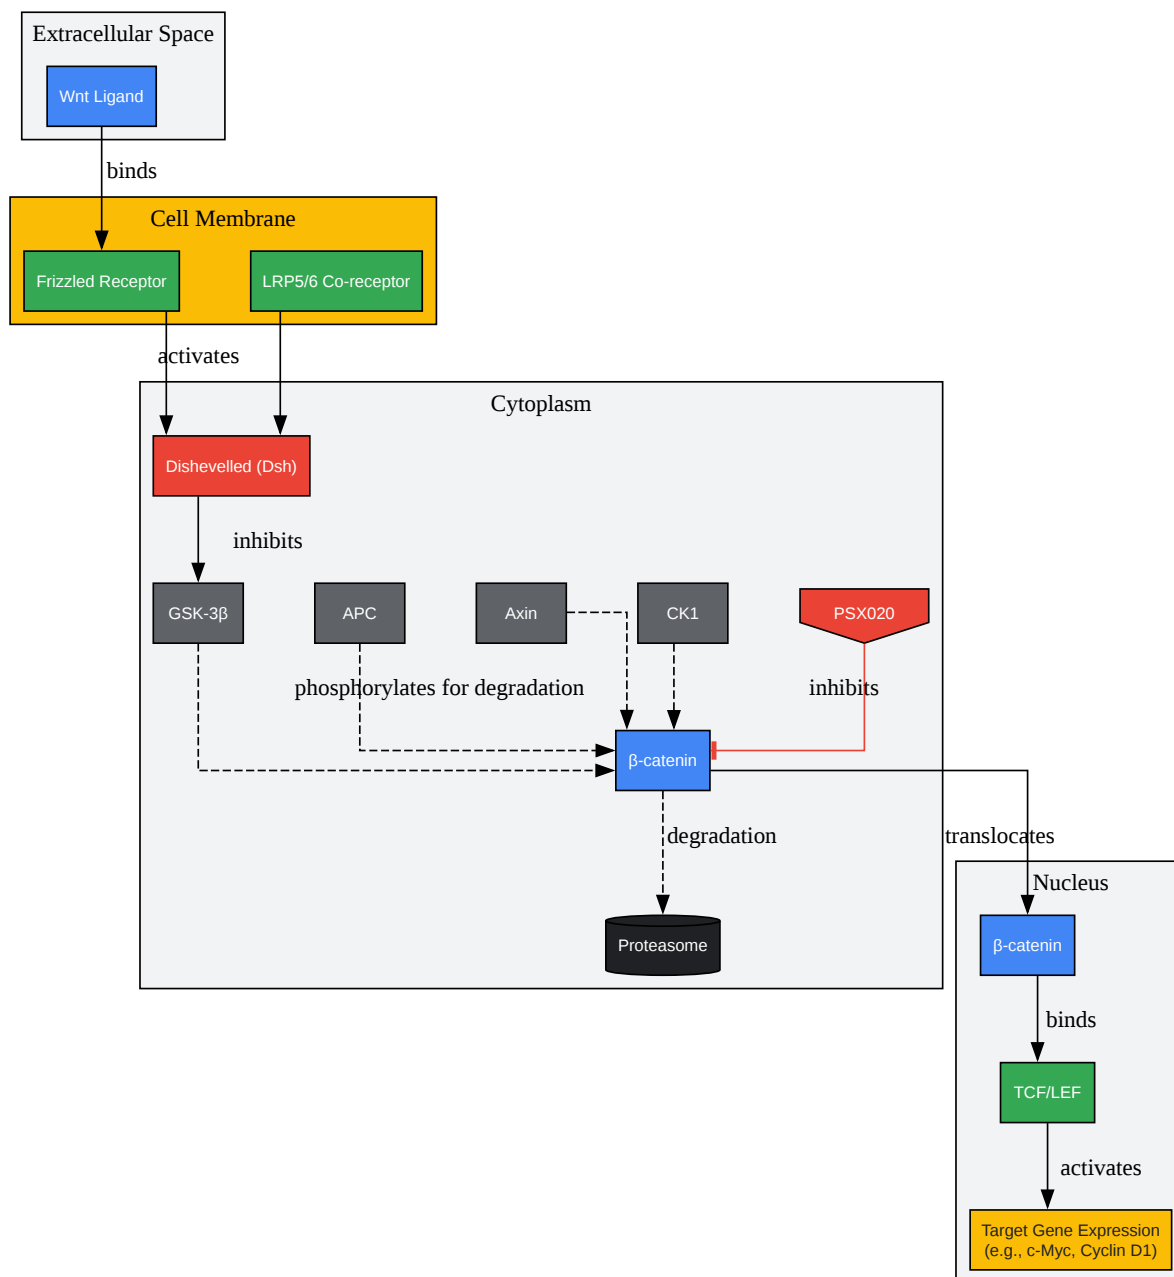 Extracellular Space
Wnt Ligand
binds
Cell Membrane
Frizzled Receptor
LRP5/6 Co-receptor
activates
Cytoplasm
Dishevelled (Dsh)
inhibits
GSK-3β
APC
Axin
CK1
PSX020
phosphorylates for degradation
inhibits
β-catenin
degradation
translocates
Nucleus
Proteasome
β-catenin
binds
TCF/LEF
activates
Target Gene Expression
(e.g., c-Myc, Cyclin D1)